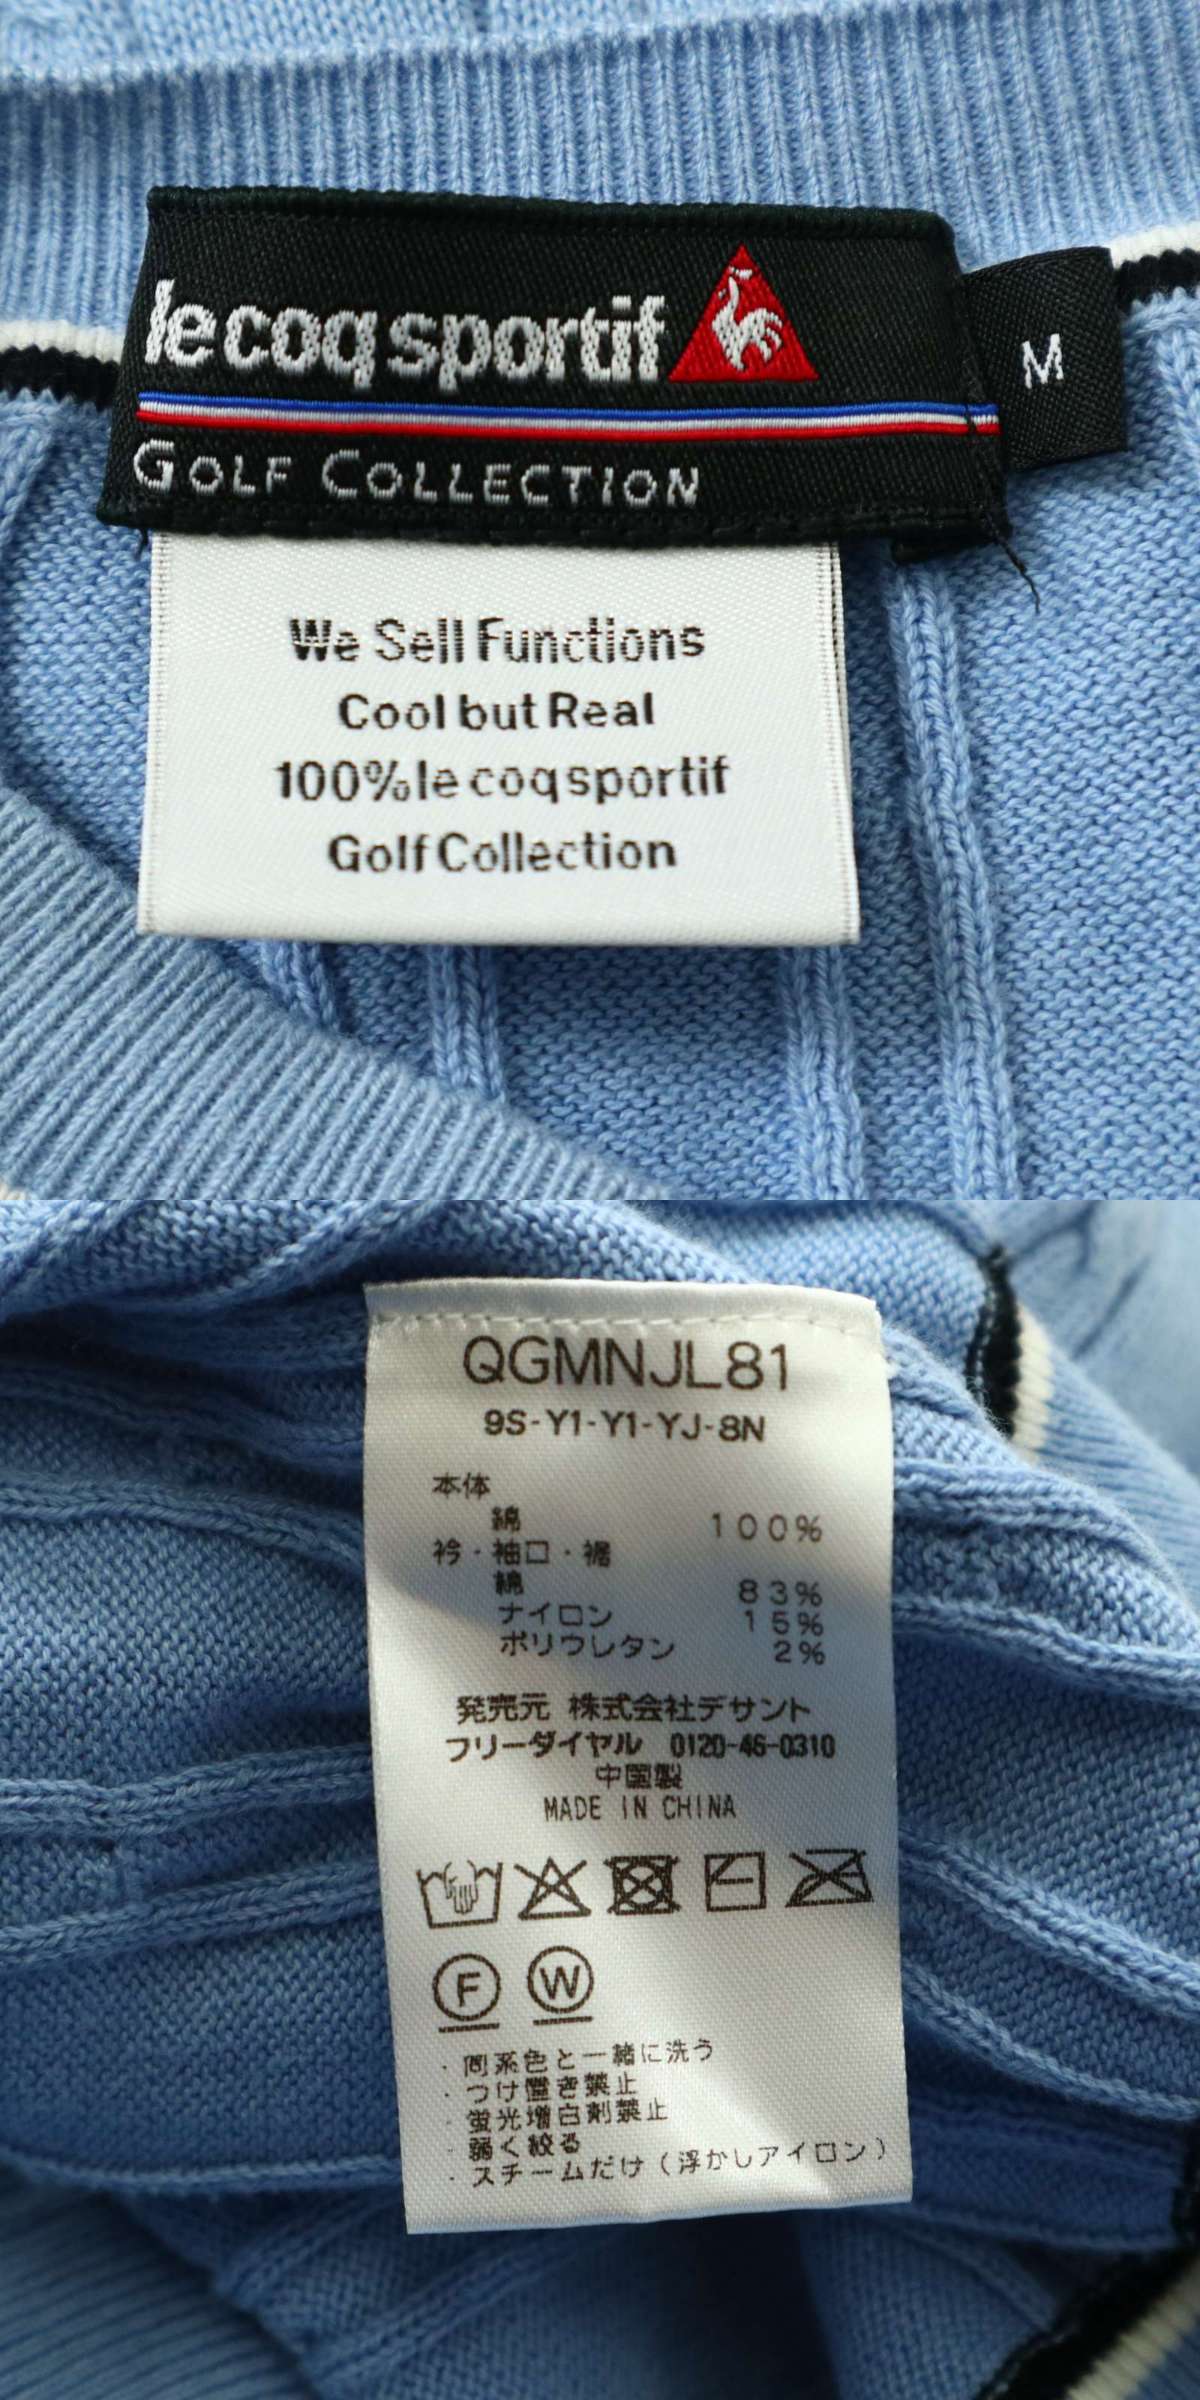 le coq sportif
M
GOLF COLLECTION
We Sell Functions
Cool but Real
100% le coq sportif
Golf Collection
QGMNJL81
9S-Y1-Y1-YJ-8N
本体
綿 100%
衿・袖口・裾
綿 83%
ナイロン 15%
ポリウレタン 2%
発売元 株式会社デサント
フリーダイヤル 0120-46-0310
中国製
MADE IN CHINA
F W
・同系色と一緒に洗う
・つけ置き禁止
・蛍光増白剤禁止
・弱く絞る
・スチームだけ(浮かしアイロン)